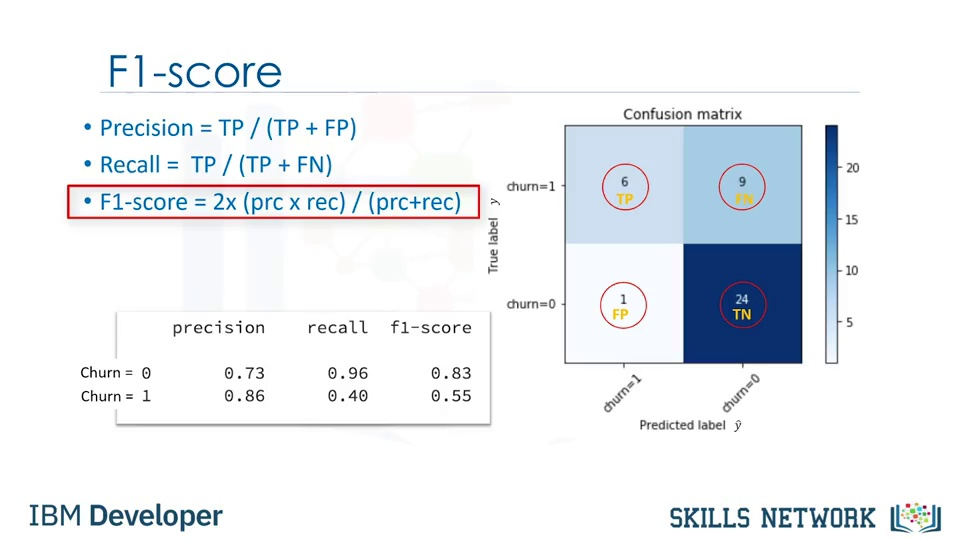 F1-score
• Precision = TP / (TP + FP)
• Recall =  TP / (TP + FN)
• F1-score = 2x (prc x rec) / (prc+rec)
precision recall f1-score
Churn = 0 0.73 0.96 0.83
Churn = 1 0.86 0.40 0.55
Confusion matrix
True label y
churn=1
churn=0
6
TP
9
FN
1
FP
24
TN
churn=1
churn=0
Predicted label ŷ
20
15
10
5
IBM Developer
SKILLS NETWORK